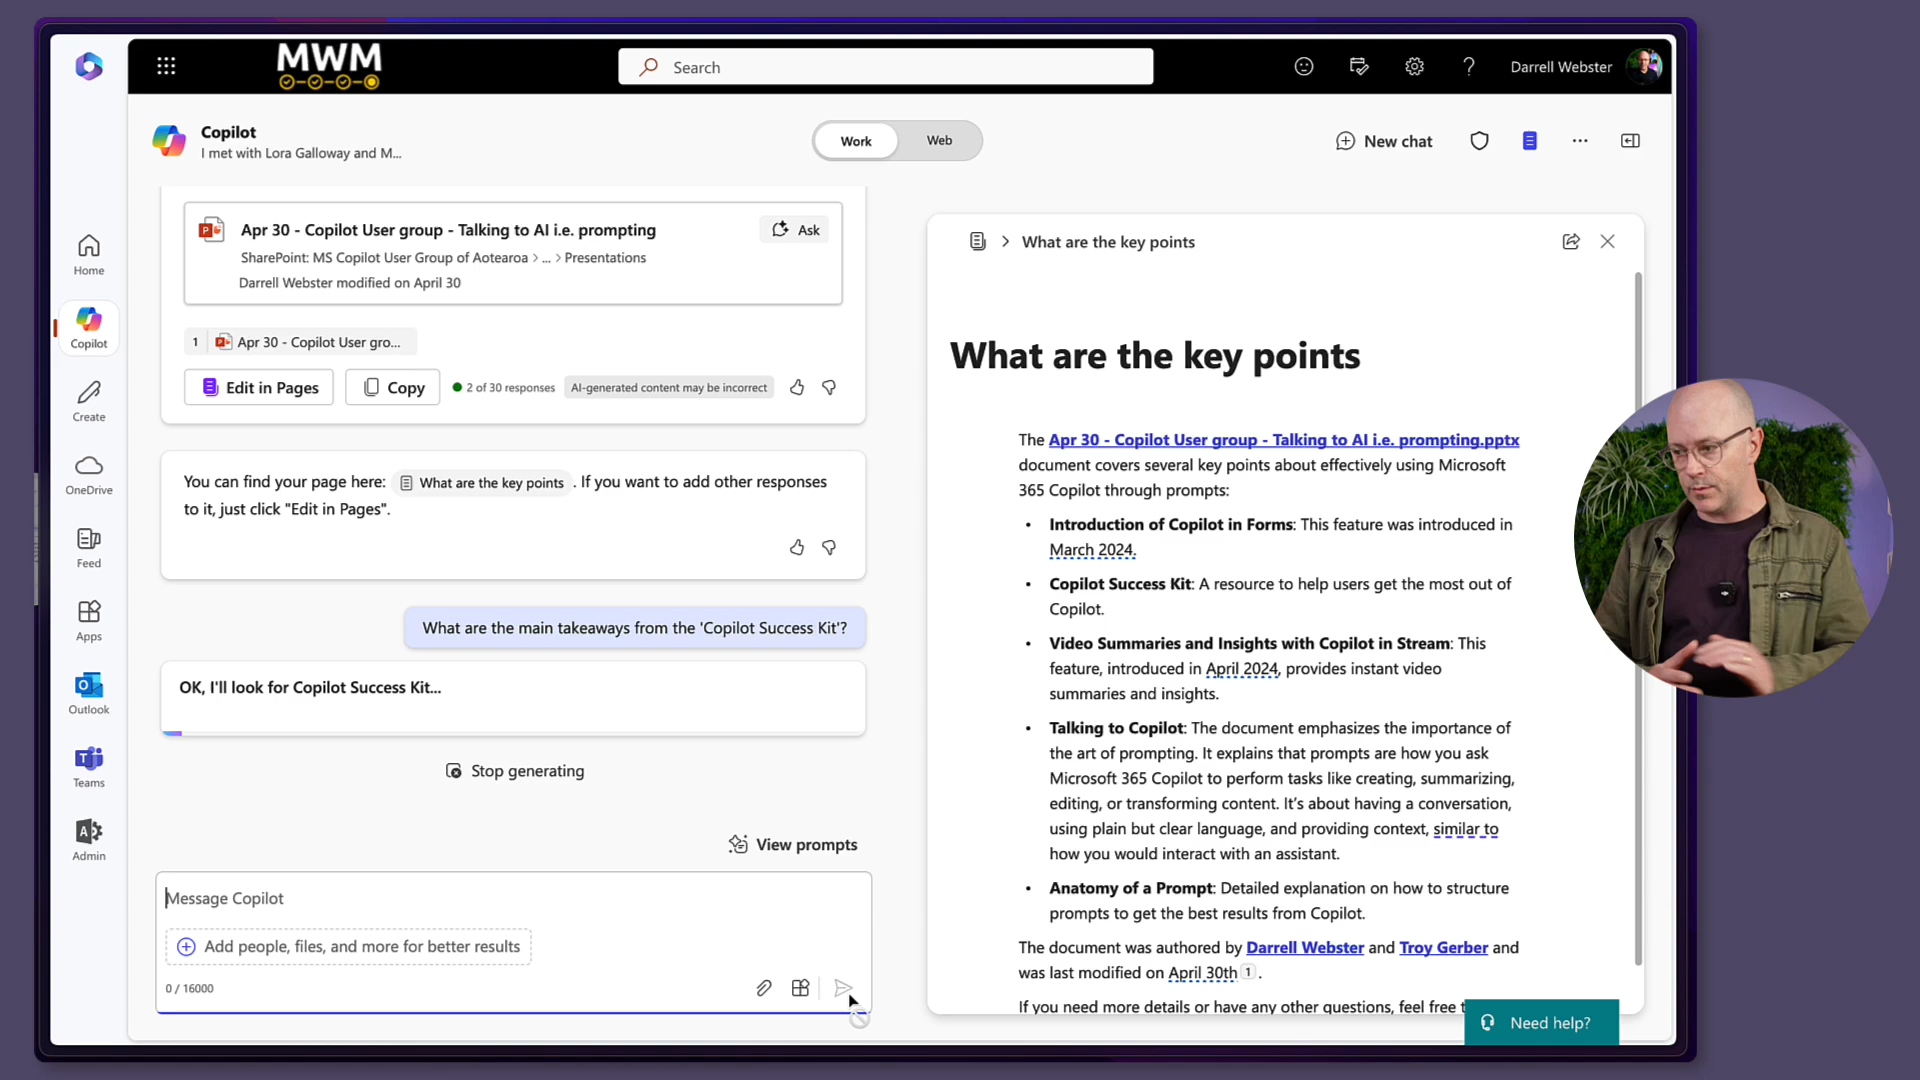 MWM
Search
Darrell Webster
Copilot
I met with Lora Galloway and M...
Work
Web
New chat
Home
Copilot
Create
OneDrive
Feed
Apps
Outlook
Teams
Admin
Apr 30 - Copilot User group - Talking to AI i.e. prompting
Ask
SharePoint: MS Copilot User Group of Aotearoa > ... > Presentations
Darrell Webster modified on April 30
1 Apr 30 - Copilot User gro...
Edit in Pages
Copy
2 of 30 responses
AI-generated content may be incorrect
You can find your page here: What are the key points . If you want to add other responses
to it, just click "Edit in Pages".
What are the main takeaways from the 'Copilot Success Kit'?
OK, I'll look for Copilot Success Kit...
Stop generating
View prompts
Message Copilot
Add people, files, and more for better results
0 / 16000
> What are the key points
What are the key points
The Apr 30 - Copilot User group - Talking to AI i.e. prompting.pptx
document covers several key points about effectively using Microsoft
365 Copilot through prompts:
• Introduction of Copilot in Forms: This feature was introduced in
March 2024.
• Copilot Success Kit: A resource to help users get the most out of
Copilot.
• Video Summaries and Insights with Copilot in Stream: This
feature, introduced in April 2024, provides instant video
summaries and insights.
• Talking to Copilot: The document emphasizes the importance of
the art of prompting. It explains that prompts are how you ask
Microsoft 365 Copilot to perform tasks like creating, summarizing,
editing, or transforming content. It's about having a conversation,
using plain but clear language, and providing context, similar to
how you would interact with an assistant.
• Anatomy of a Prompt: Detailed explanation on how to structure
prompts to get the best results from Copilot.
The document was authored by Darrell Webster and Troy Gerber and
was last modified on April 30th 1 .
If you need more details or have any other questions, feel free
Need help?